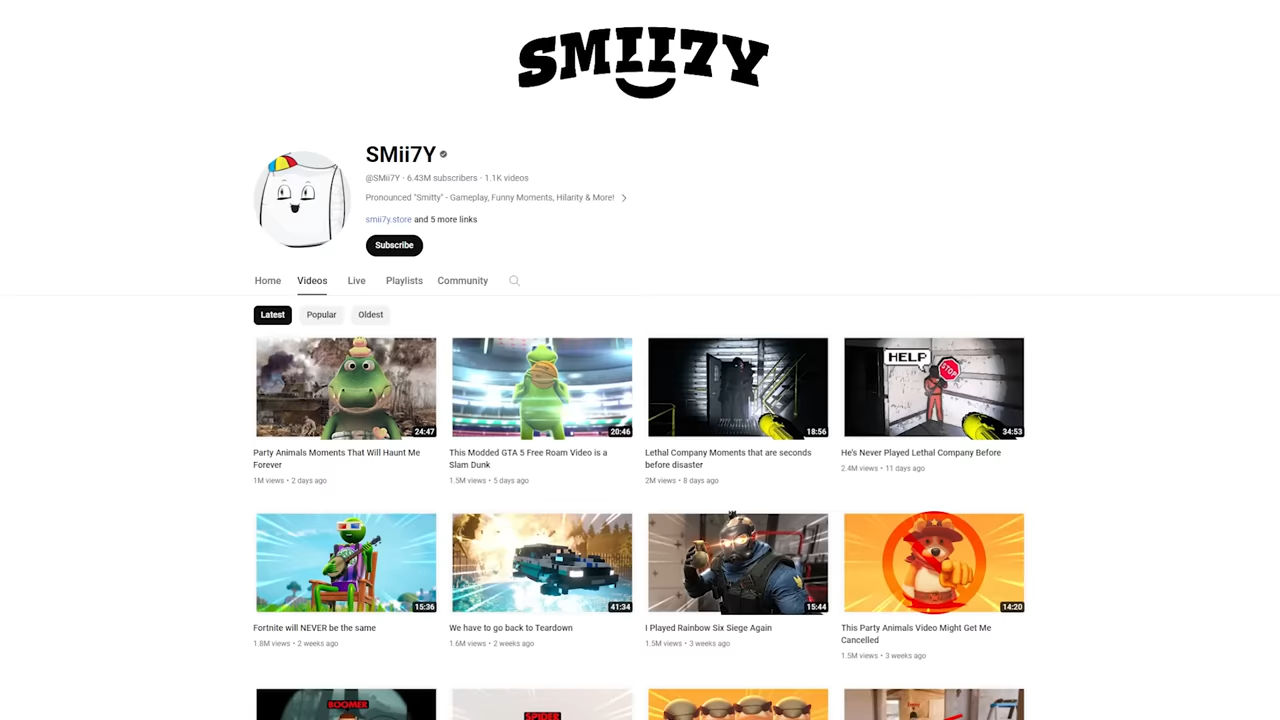 SMII7Y
SMii7Y
@SMii7Y · 6.43M subscribers · 1.1K videos
Pronounced "Smitty" - Gameplay, Funny Moments, Hilarity & More!
smii7y.store and 5 more links
Subscribe
Home Videos Live Playlists Community
Latest Popular Oldest
HELP
STOP
24:47
20:46
18:56
34:53
Party Animals Moments That Will Haunt Me
Forever
1M views • 2 days ago
This Modded GTA 5 Free Roam Video is a
Slam Dunk
1.5M views • 5 days ago
Lethal Company Moments that are seconds
before disaster
2M views • 8 days ago
He's Never Played Lethal Company Before
2.4M views • 11 days ago
15:36
41:34
15:44
14:20
Fortnite will NEVER be the same
1.8M views • 2 weeks ago
We have to go back to Teardown
1.6M views • 2 weeks ago
I Played Rainbow Six Siege Again
1.5M views • 3 weeks ago
This Party Animals Video Might Get Me
Cancelled
1.5M views • 3 weeks ago
BOOMER
SPIDER